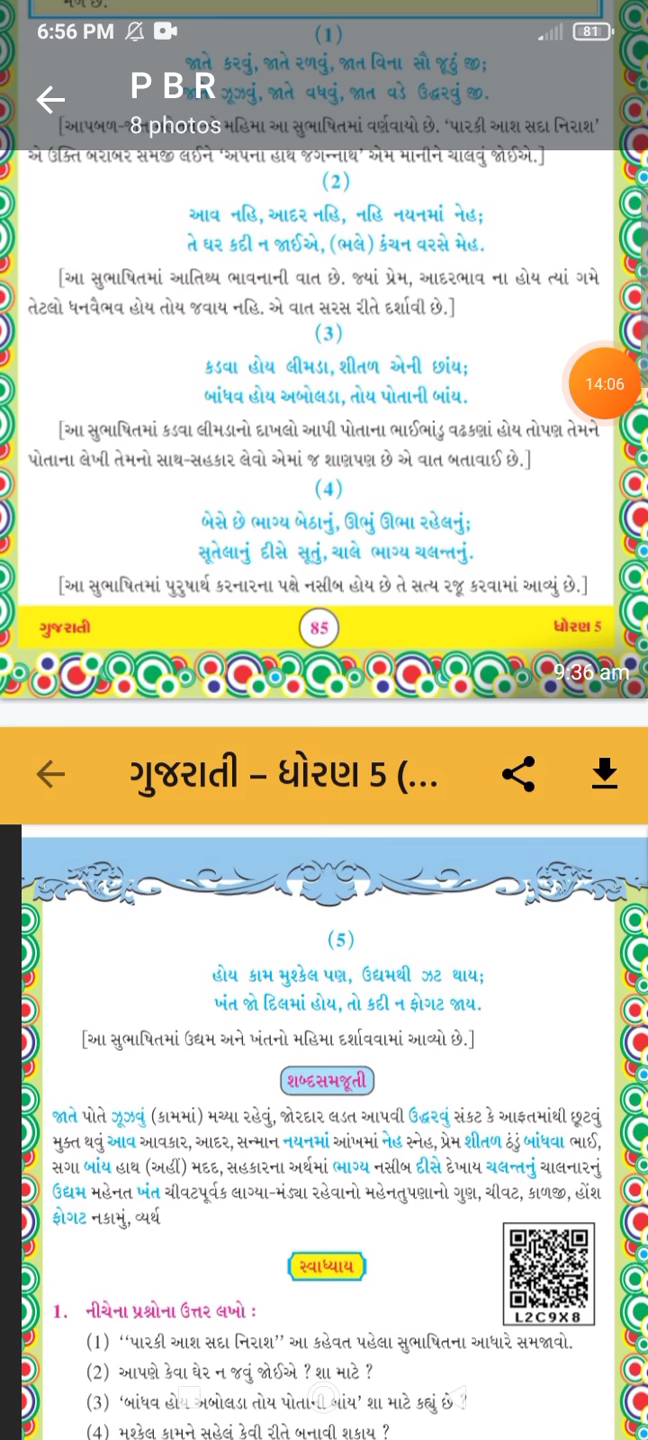 6:56 PM 81
(1)
જાતે કરવું, જાતે રળવું, જાત વિના સૌ જૂઠું જી;
P B R
ઝૂઝવું, જાતે વધવું, જાત વડે ઉદ્ધરવું જી.
8 photos
મહિમા આ સુભાષિતમાં વર્ણવાયો છે. ‘પારકી આશ સદા નિરાશ’
એ ઉક્તિ બરાબર સમજી લઈને ‘અપના હાથ જગન્નાથ’ એમ માનીને ચાલવું જોઈએ.]
(2)
આવ નહિ, આદર નહિ, નહિ નયનમાં નેહ;
તે ઘર કદી ન જાઈએ, (ભલે) કંચન વરસે મેહ.
[આ સુભાષિતમાં આતિથ્ય ભાવનાની વાત છે. જ્યાં પ્રેમ, આદરભાવ ના હોય ત્યાં ગમે
તેટલો ધનવૈભવ હોય તોય જવાય નહિ. એ વાત સરસ રીતે દર્શાવી છે.]
(3)
કડવા હોય લીમડા, શીતળ એની છાંય;
બાંધવ હોય અબોલડા, તોય પોતાની બાંય.
14:06
[આ સુભાષિતમાં કડવા લીમડાનો દાખલો આપી પોતાના ભાઈભાંડુ વઢકણાં હોય તોપણ તેમને
પોતાના લેખી તેમનો સાથ-સહકાર લેવો એમાં જ શાણપણ છે એ વાત બતાવાઈ છે.]
(4)
બેસે છે ભાગ્ય બેઠાનું, ઊભું ઊભા રહેલનું;
સૂતેલાનું દીસે સૂતું, ચાલે ભાગ્ય ચલન્તનું.
[આ સુભાષિતમાં પુરુષાર્થ કરનારના પક્ષે નસીબ હોય છે તે સત્ય રજૂ કરવામાં આવ્યું છે.]
ગુજરાતી 85 ધોરણ 5
9:36 am
ગુજરાતી – ધોરણ 5 (...
(5)
હોય કામ મુશ્કેલ પણ, ઉદ્યમથી ઝટ થાય;
ખંત જો દિલમાં હોય, તો કદી ન ફોગટ જાય.
[આ સુભાષિતમાં ઉદ્યમ અને ખંતનો મહિમા દર્શાવવામાં આવ્યો છે.]
શબ્દસમજૂતી
જાતે પોતે ઝૂઝવું (કામમાં) મચ્યા રહેવું, જોરદાર લડત આપવી ઉદ્ધરવું સંકટ કે આફતમાંથી છૂટવું
મુક્ત થવું આવ આવકાર, આદર, સન્માન નયનમાં આંખમાં નેહ સ્નેહ, પ્રેમ શીતળ ઠંડું બાંધવા ભાઈ,
સગા બાંય હાથ (અહીં) મદદ, સહકારના અર્થમાં ભાગ્ય નસીબ દીસે દેખાય ચલન્તનું ચાલનારનું
ઉદ્યમ મહેનત ખંત ચીવટપૂર્વક લાગ્યા-મંડ્યા રહેવાનો મહેનતુપણાનો ગુણ, ચીવટ, કાળજી, હોંશ
ફોગટ નકામું, વ્યર્થ
સ્વાધ્યાય
L2C9X8
1. નીચેના પ્રશ્નોના ઉત્તર લખો :
(1) “પારકી આશ સદા નિરાશ” આ કહેવત પહેલા સુભાષિતના આધારે સમજાવો.
(2) આપણે કેવા ઘેર ન જવું જોઈએ ? શા માટે ?
(3) ‘બાંધવ હોય અબોલડા તોય પોતાની બાંય’ શા માટે કહ્યું છે ?
(4) મુશ્કેલ કામને સહેલું કેવી રીતે બનાવી શકાય ?